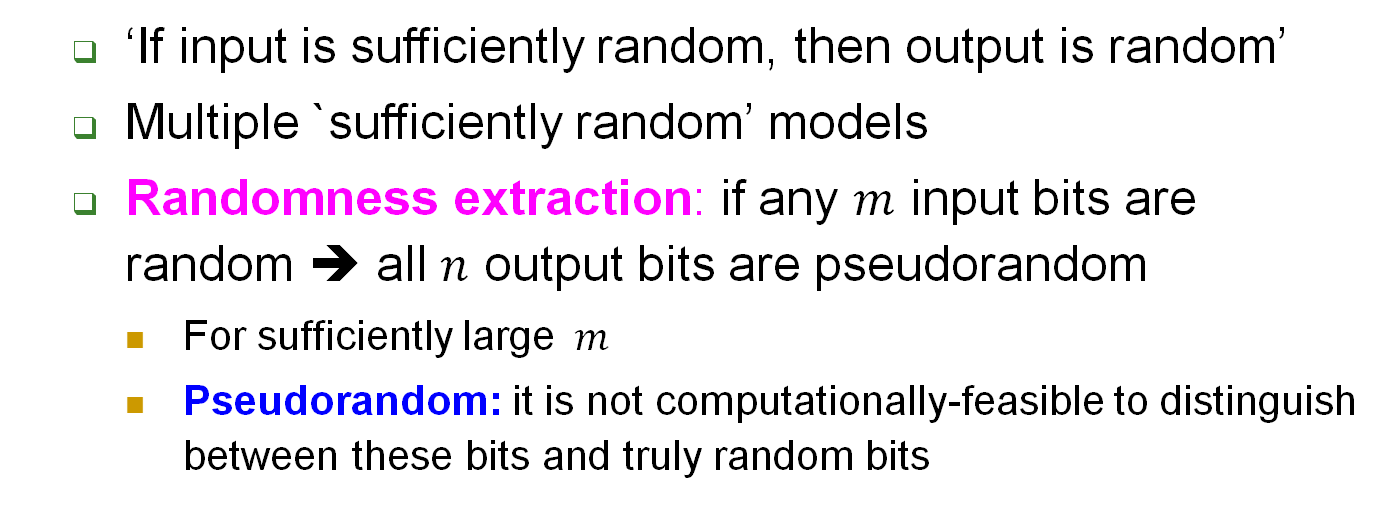 ‘If input is sufficiently random, then output is random’
Multiple `sufficiently random’ models
Randomness extraction: if any m input bits are
random ➔ all n output bits are pseudorandom
For sufficiently large m
Pseudorandom: it is not computationally-feasible to distinguish
between these bits and truly random bits